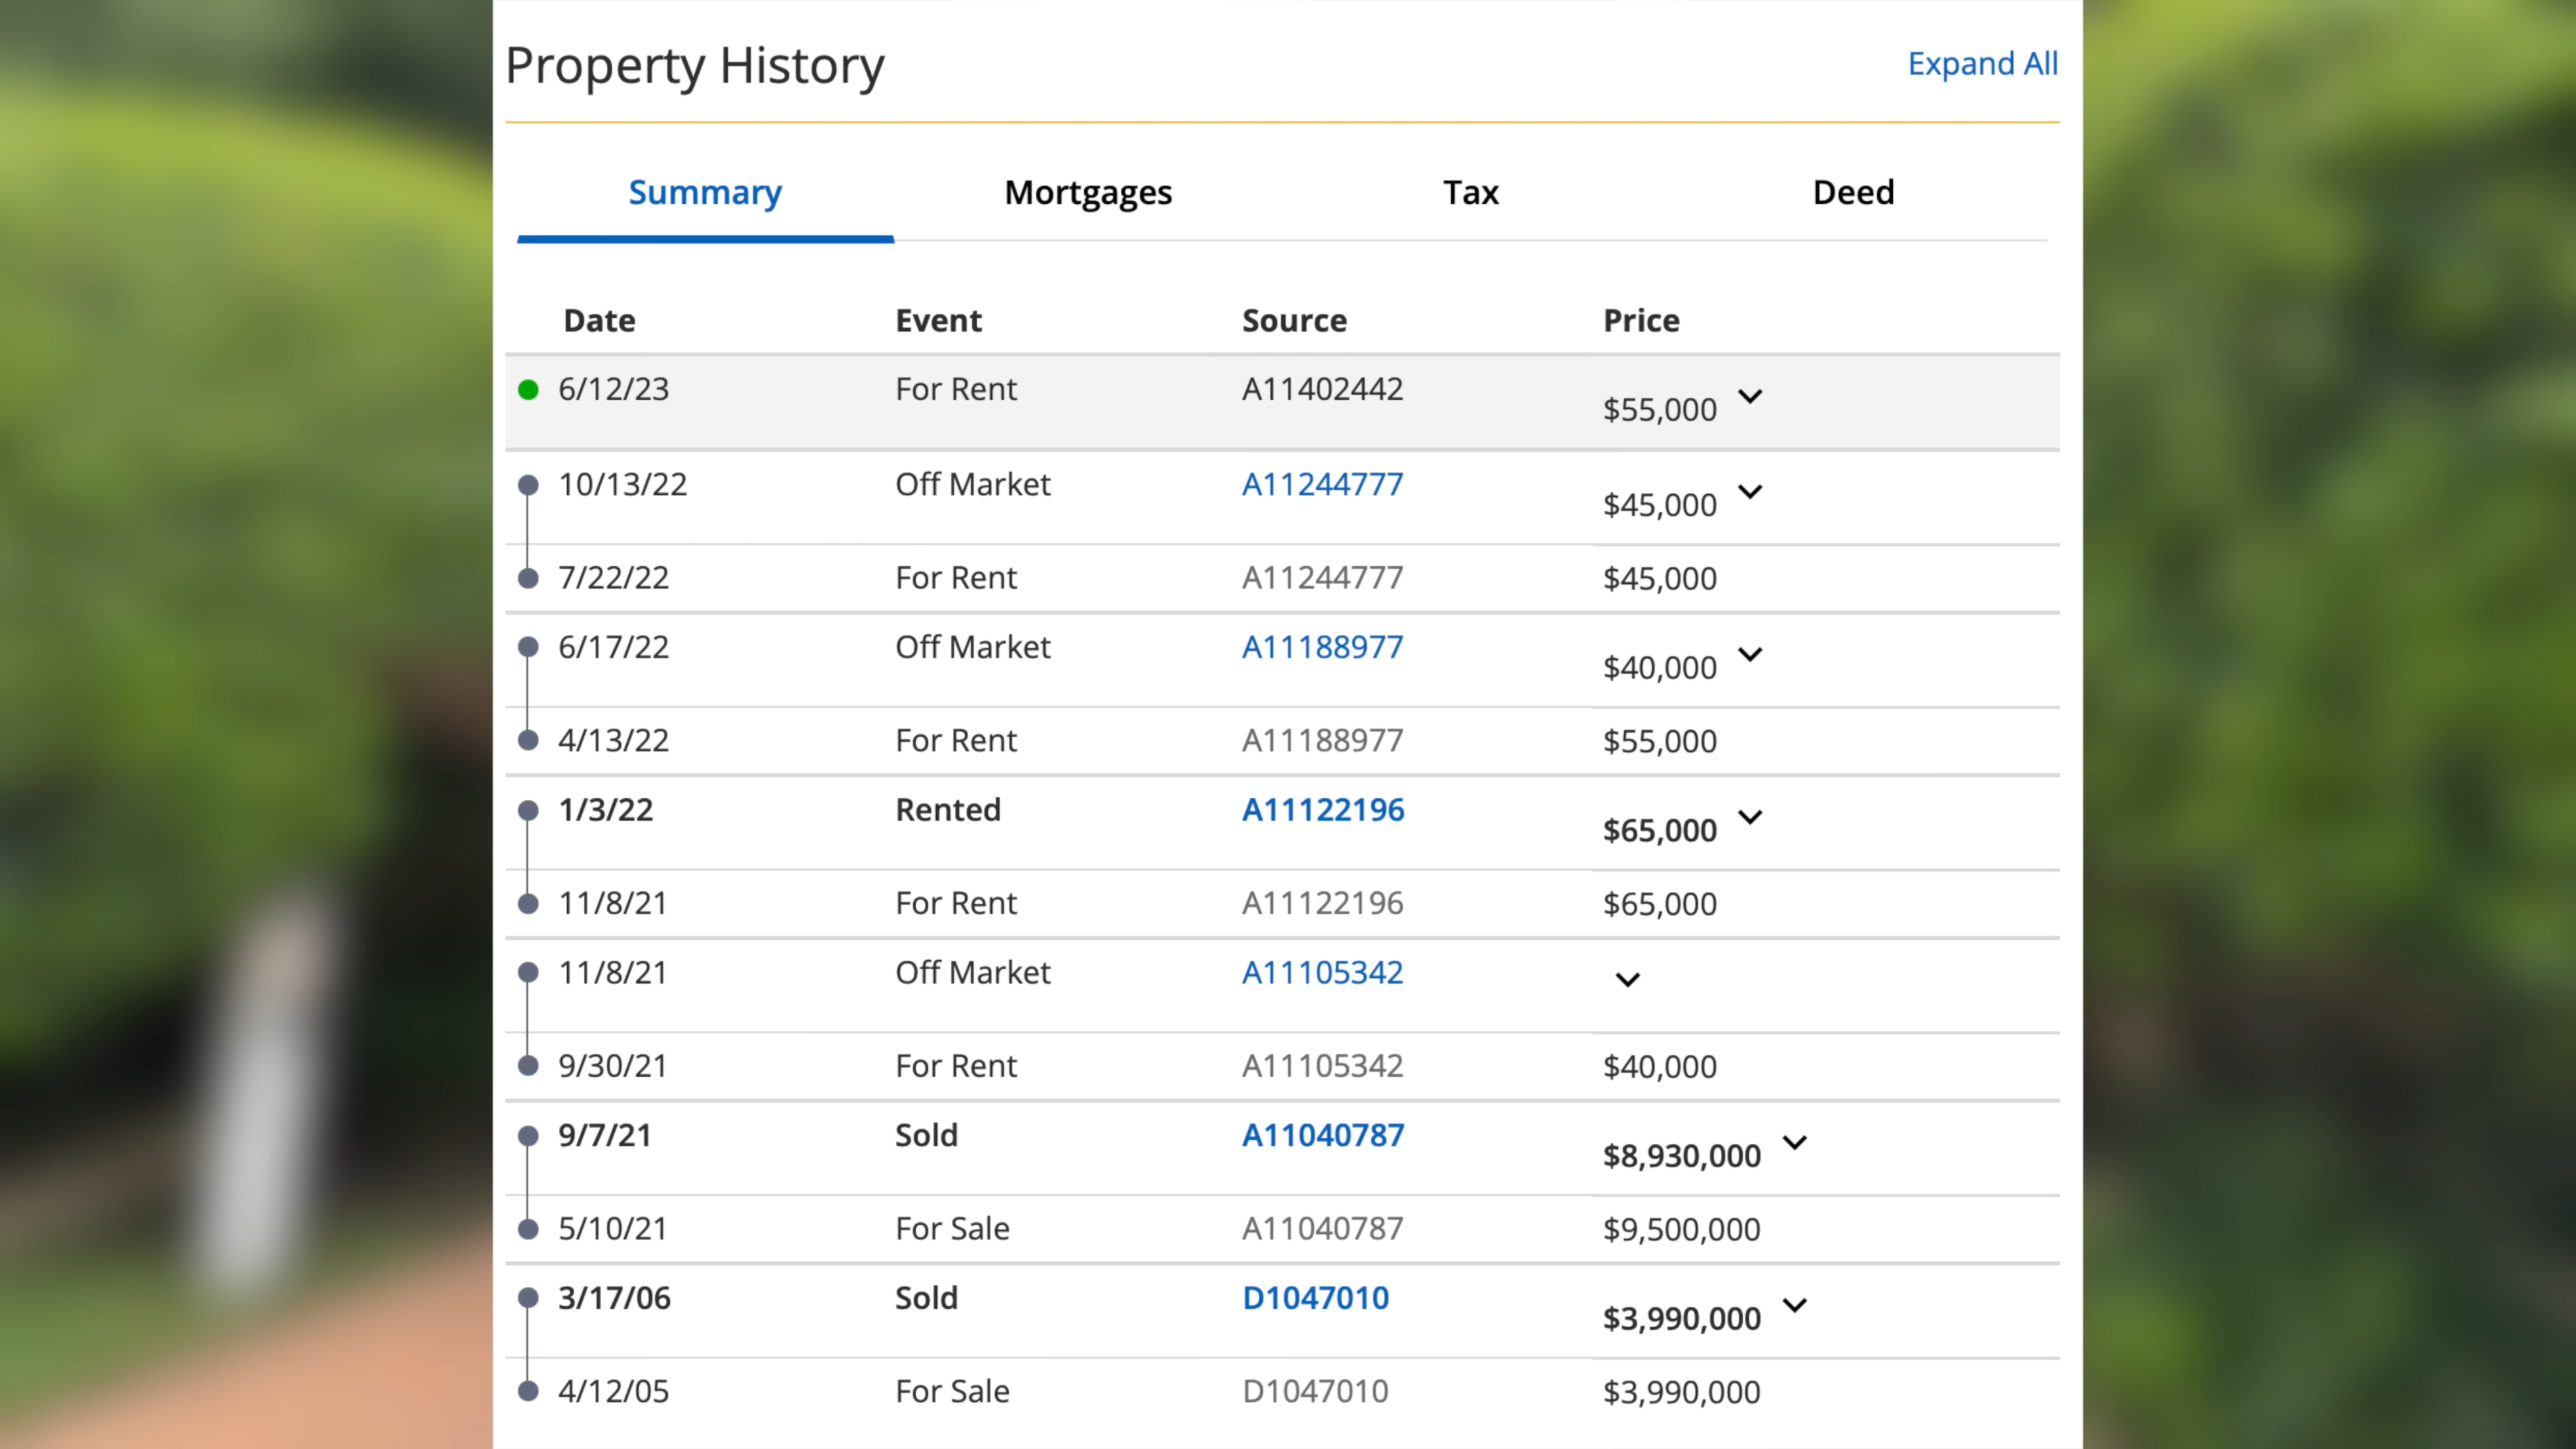 Property History Expand All
Summary Mortgages Tax Deed
Date Event Source Price
6/12/23 For Rent A11402442 $55,000
10/13/22 Off Market A11244777 $45,000
7/22/22 For Rent A11244777 $45,000
6/17/22 Off Market A11188977 $40,000
4/13/22 For Rent A11188977 $55,000
1/3/22 Rented A11122196 $65,000
11/8/21 For Rent A11122196 $65,000
11/8/21 Off Market A11105342
9/30/21 For Rent A11105342 $40,000
9/7/21 Sold A11040787 $8,930,000
5/10/21 For Sale A11040787 $9,500,000
3/17/06 Sold D1047010 $3,990,000
4/12/05 For Sale D1047010 $3,990,000